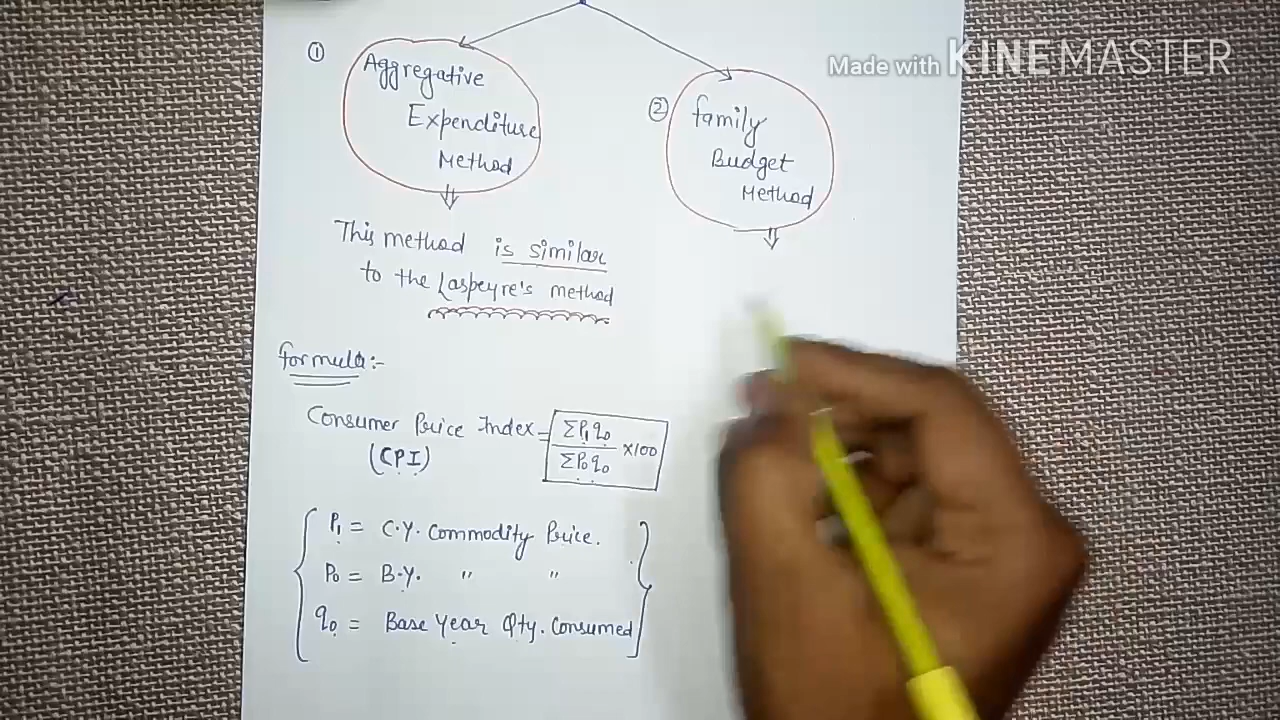 Made with KINEMASTER
①
Aggregative
Expenditure
Method
②
Family
Budget
Method
This method is similar
to the Laspeyre's method
Formula:-
Consumer Price Index = ΣP₁q₀ / ΣP₀q₀ ×100
(CPI)
P₁ = C.Y. Commodity Price.
P₀ = B.Y. " "
q₀ = Base Year Qty. Consumed